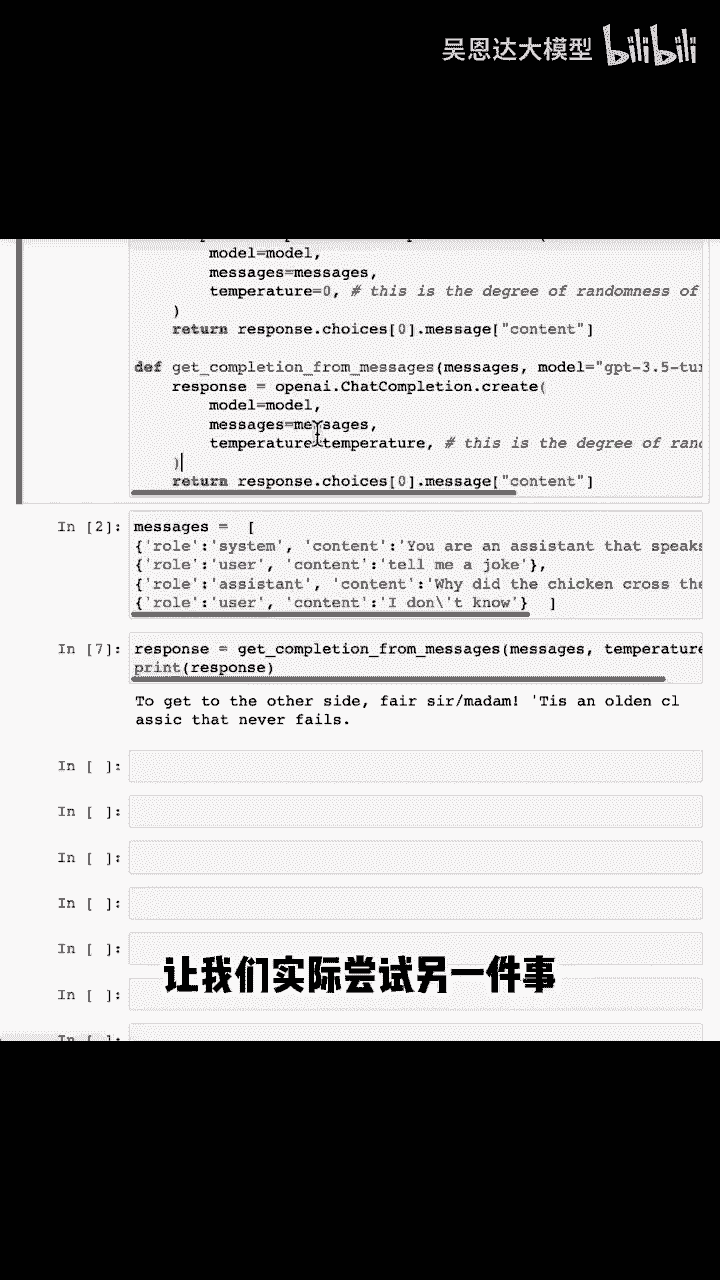 吴恩达大模型 bilibili
model=model,
messages=messages,
temperature=0, # this is the degree of randomness of
)
return response.choices[0].message["content"]
def get_completion_from_messages(messages, model="gpt-3.5-tur
response = openai.ChatCompletion.create(
model=model,
messages=messages,
temperature=temperature, # this is the degree of ran
)
return response.choices[0].message["content"]
In [2]: messages = [
{'role':'system', 'content':'You are an assistant that speaks
{'role':'user', 'content':'tell me a joke'},
{'role':'assistant', 'content':'Why did the chicken cross the
{'role':'user', 'content':'I don\'t know'} ]
In [7]: response = get_completion_from_messages(messages, temperature
print(response)
To get to the other side, fair sir/madam! 'Tis an olden cl
assic that never fails.
In [ ]:
In [ ]:
In [ ]:
In [ ]:
In [ ]:
让我们实际尝试另一件事
In [ ]: